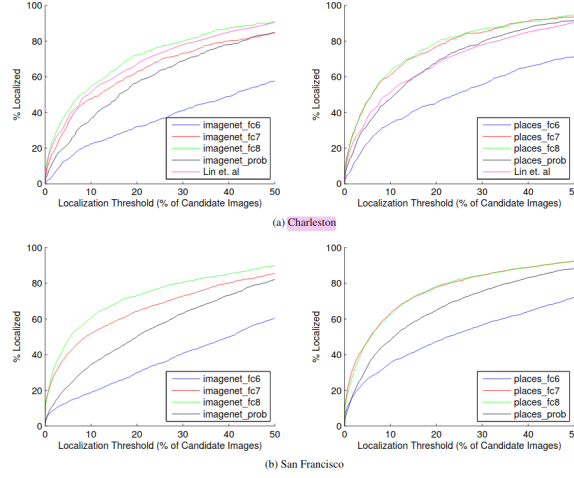 100
80
60
40
20
0
% Localized
0 10 20 30 40 50
Localization Threshold (% of Candidate Images)
imagenet_fc6
imagenet_fc7
imagenet_fc8
imagenet_prob
Lin et. al
100
80
60
40
20
0
% Localized
0 10 20 30 40 50
Localization Threshold (% of Candidate Images)
places_fc6
places_fc7
places_fc8
places_prob
Lin et. al
(a) Charleston
100
80
60
40
20
0
% Localized
0 10 20 30 40 50
Localization Threshold (% of Candidate Images)
imagenet_fc6
imagenet_fc7
imagenet_fc8
imagenet_prob
100
80
60
40
20
0
% Localized
0 10 20 30 40 50
Localization Threshold (% of Candidate Images)
places_fc6
places_fc7
places_fc8
places_prob
(b) San Francisco